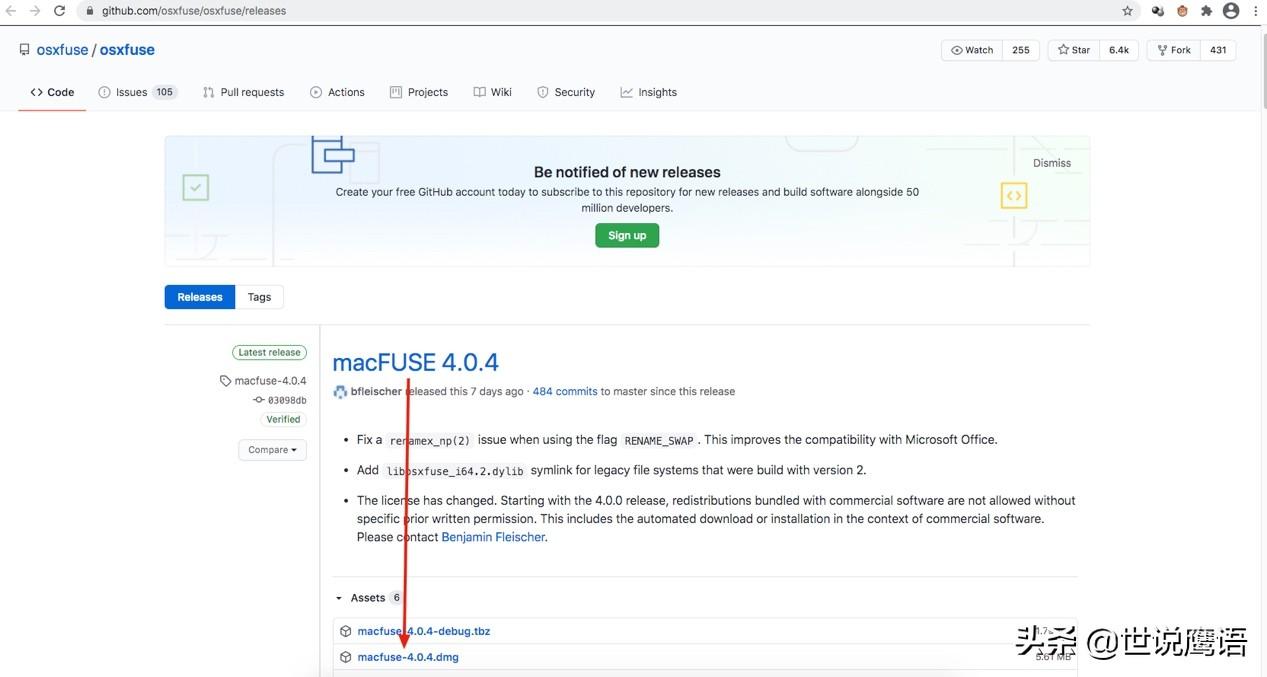 github.com/osxfuse/osxfuse/releases
osxfuse / osxfuse
Watch 255 Star 6.4k Fork 431
Code Issues 105 Pull requests Actions Projects Wiki Security Insights
Be notified of new releases
Dismiss
Create your free GitHub account today to subscribe to this repository for new releases and build software alongside 50
million developers.
Sign up
Releases Tags
Latest release
macfuse-4.0.4
03098db
Verified
Compare
macFUSE 4.0.4
bfleischer released this 7 days ago · 484 commits to master since this release
• Fix a renamex_np(2) issue when using the flag RENAME_SWAP. This improves the compatibility with Microsoft Office.
• Add libosxfuse_i64.2.dylib symlink for legacy file systems that were build with version 2.
• The license has changed. Starting with the 4.0.0 release, redistributions bundled with commercial software are not allowed without
specific prior written permission. This includes the automated download or installation in the context of commercial software.
Please contact Benjamin Fleischer.
Assets 6
macfuse-4.0.4-debug.tbz
macfuse-4.0.4.dmg 5.61 MB
头条 @世说鹰语